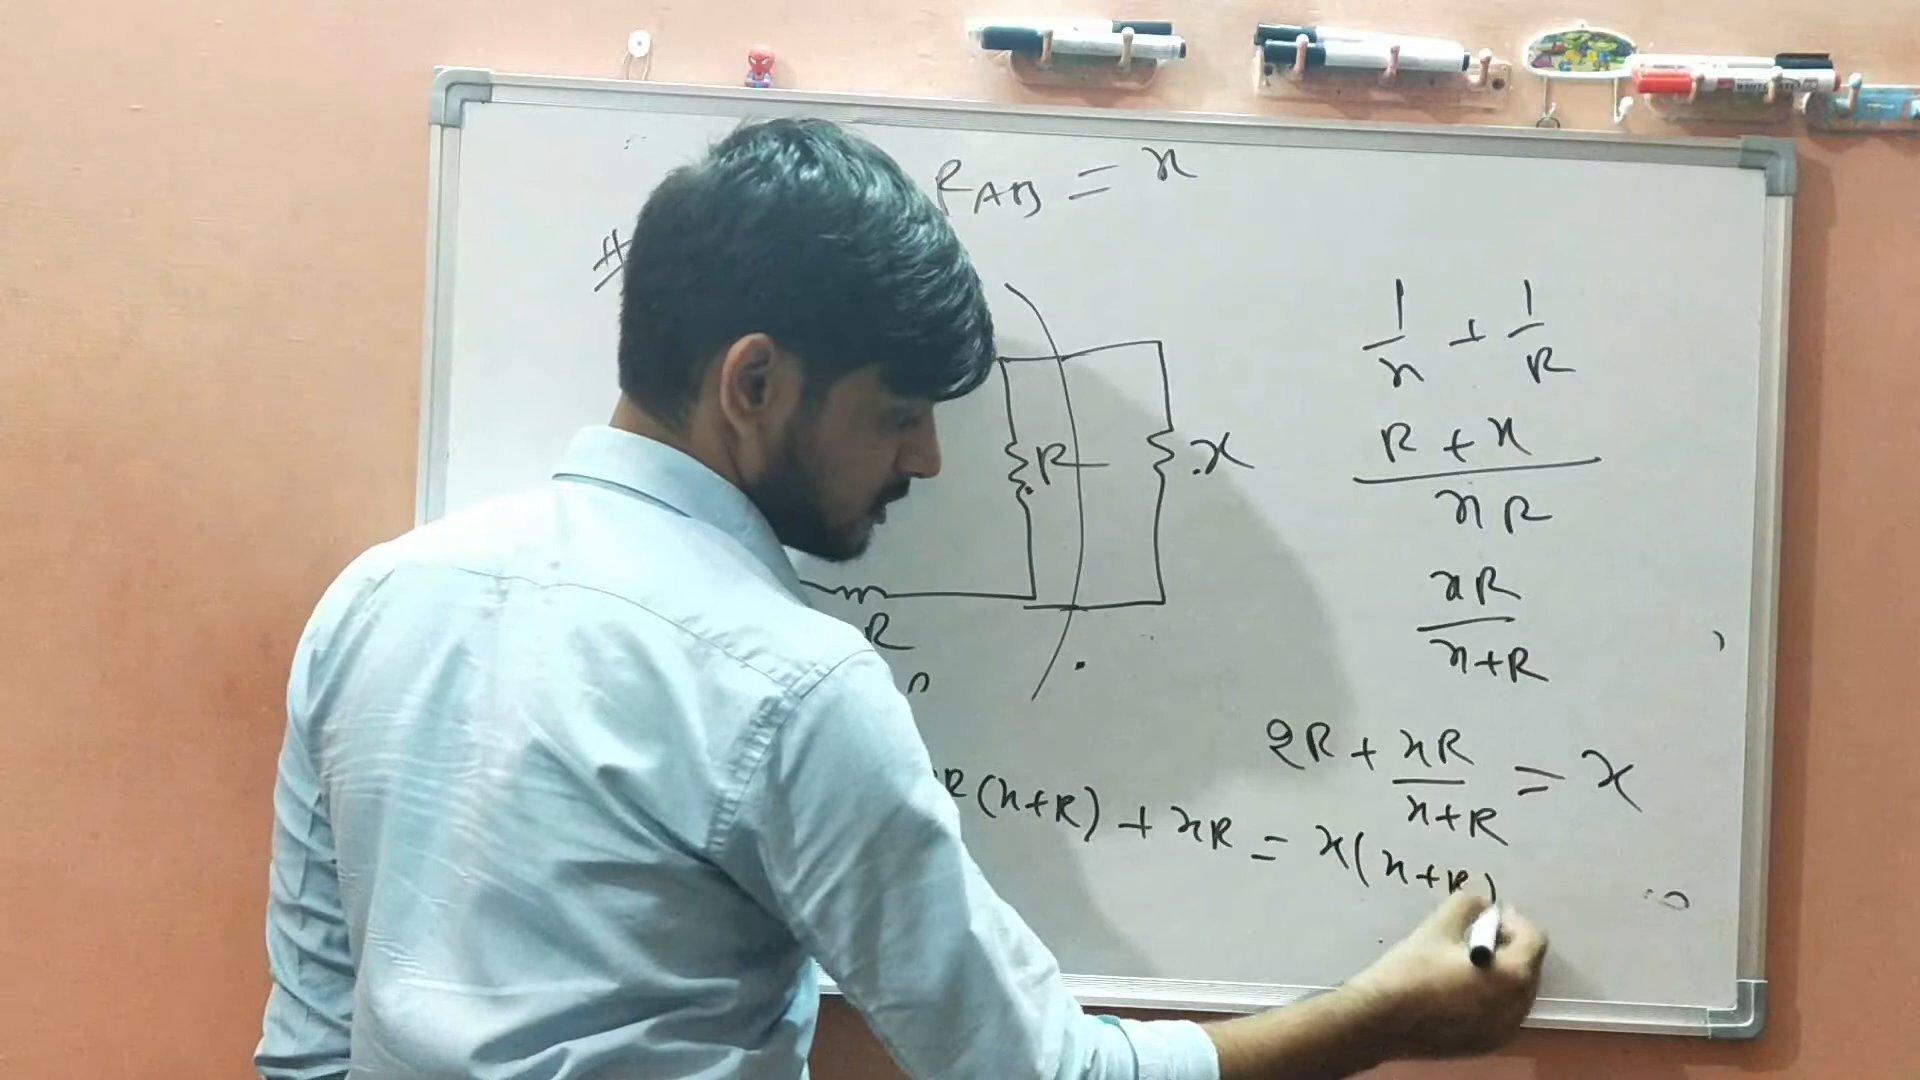 R_AB = x
#
R
x
R
1/x + 1/R
R + x / xR
xR / x+R
2R + xR / x+R = x
R(x+R) + xR = x(x+R)